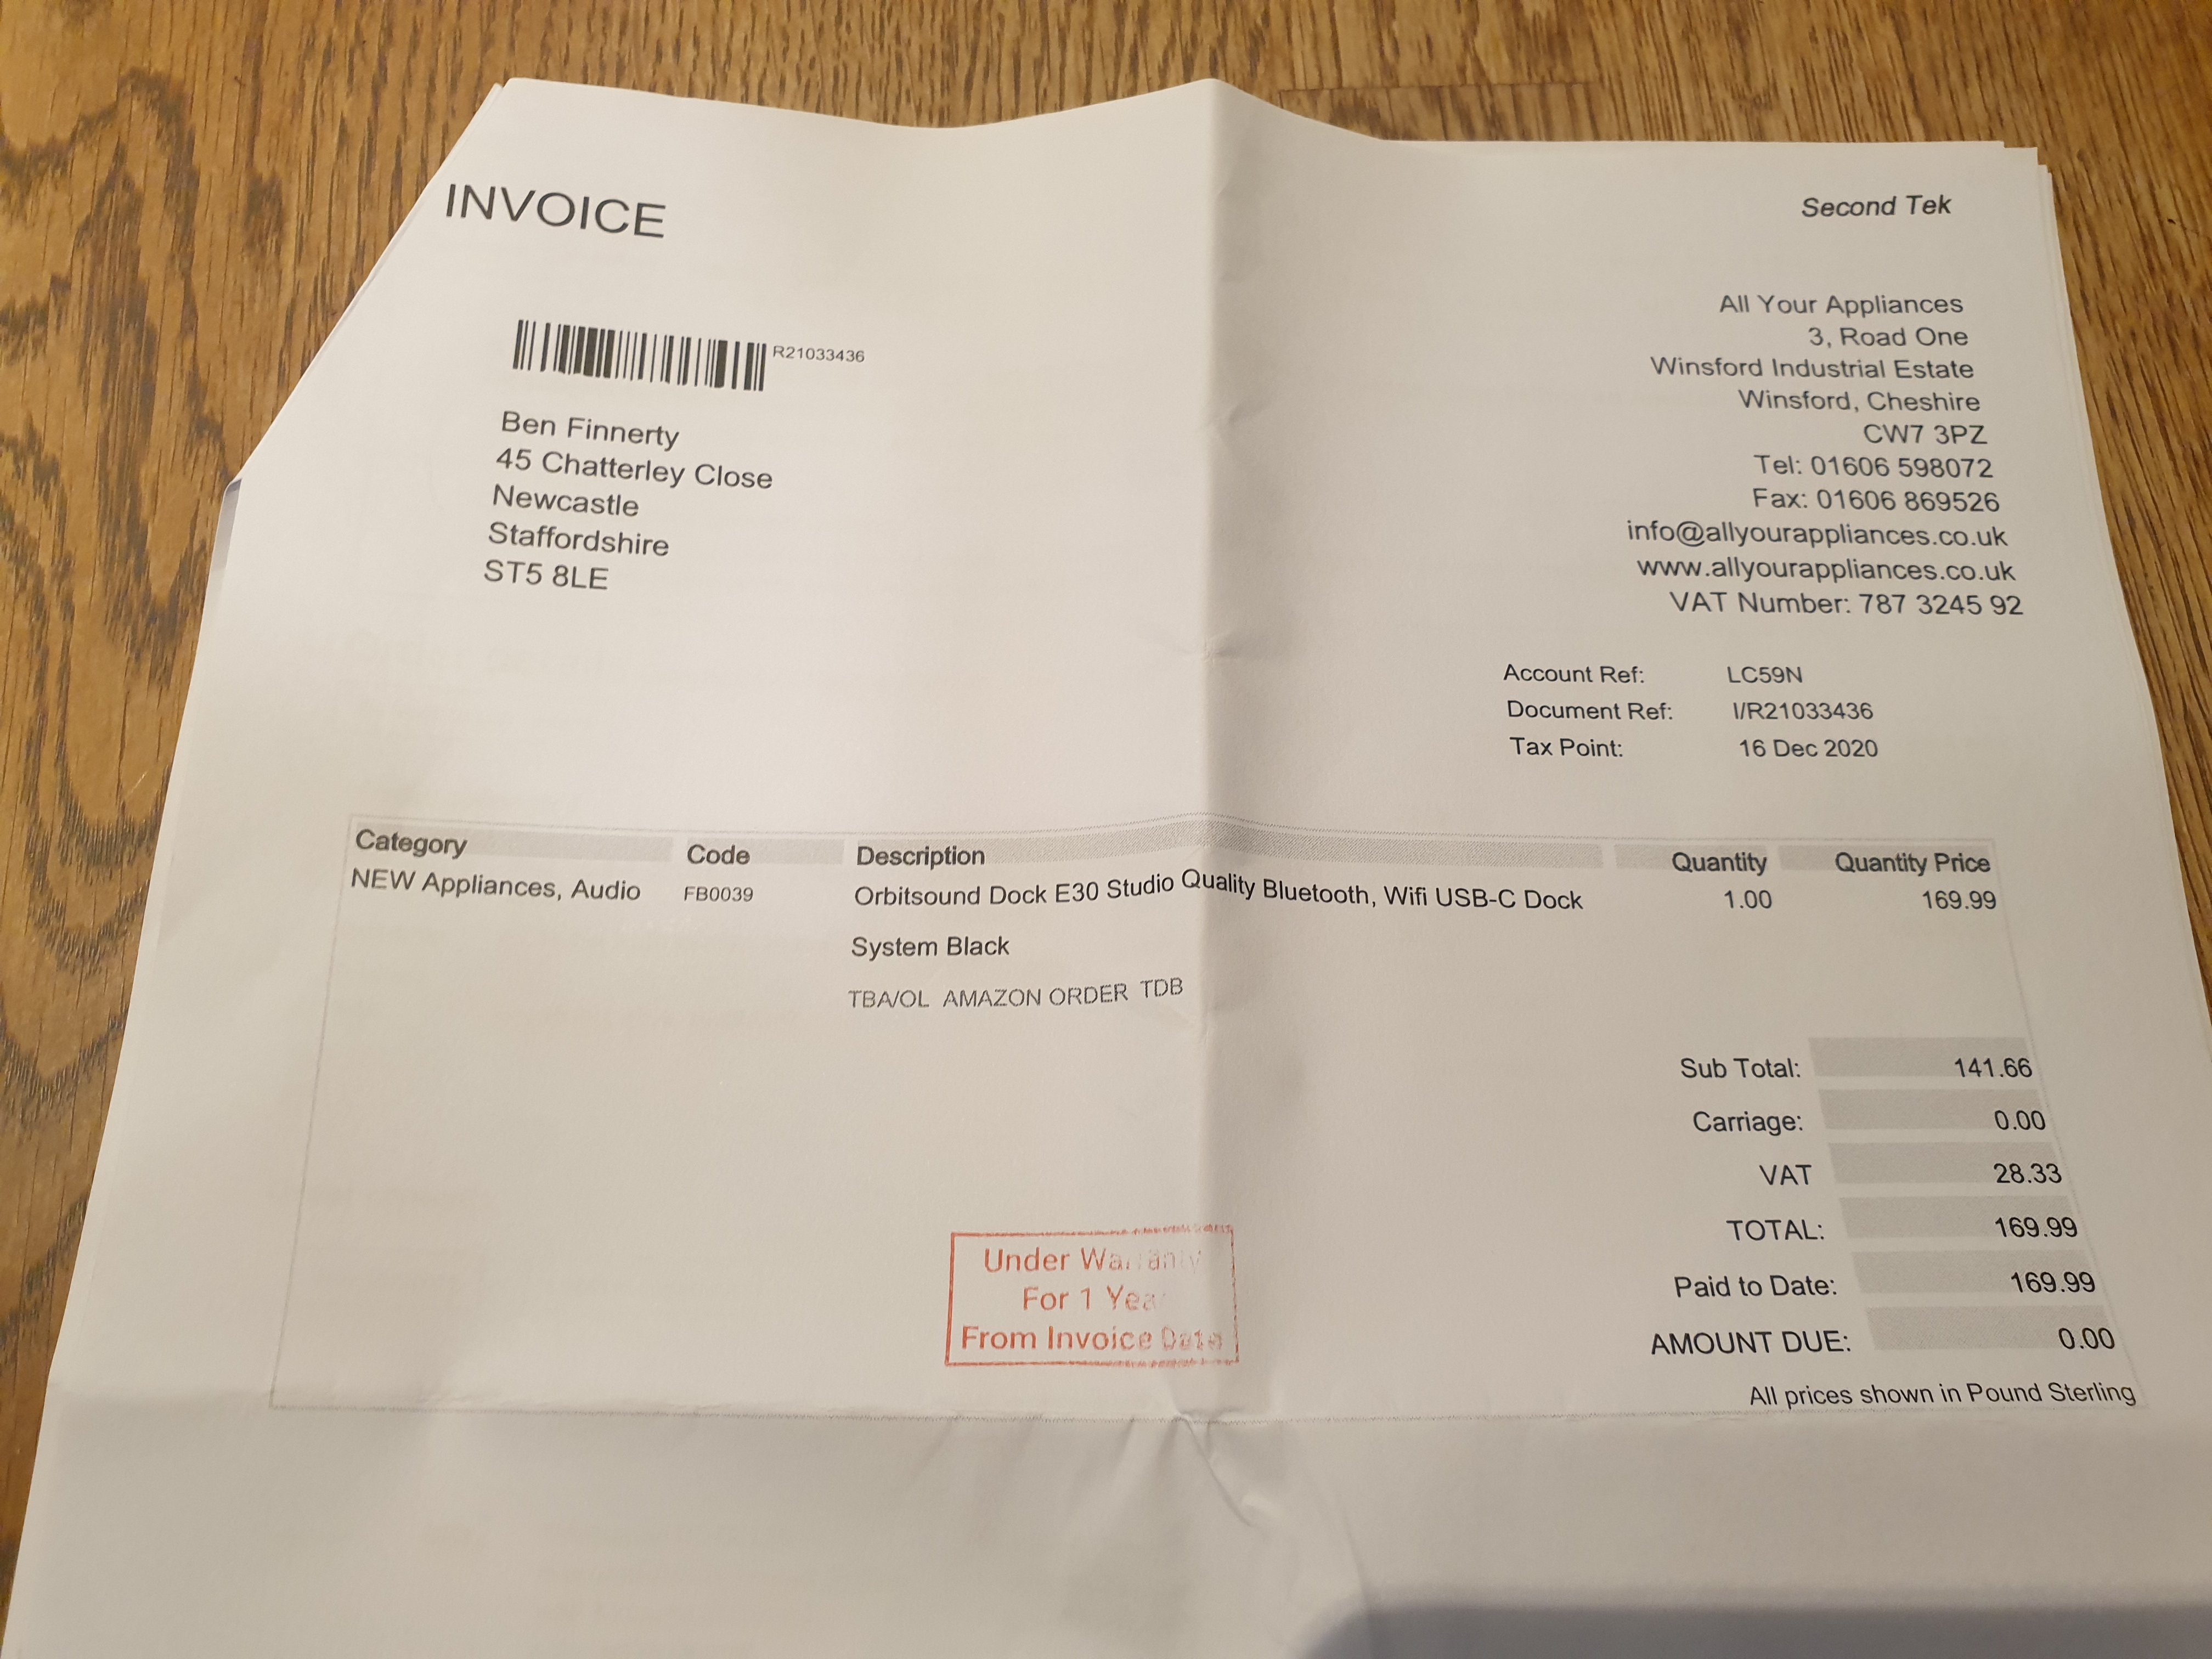 INVOICE
Second Tek
R21033436
Ben Finnerty
45 Chatterley Close
Newcastle
Staffordshire
ST5 8LE
All Your Appliances
3, Road One
Winsford Industrial Estate
Winsford, Cheshire
CW7 3PZ
Tel: 01606 598072
Fax: 01606 869526
info@allyourappliances.co.uk
www.allyourappliances.co.uk
VAT Number: 787 3245 92
Account Ref: LC59N
Document Ref: I/R21033436
Tax Point: 16 Dec 2020
Category Code Description Quantity Quantity Price
NEW Appliances, Audio FB0039 Orbitsound Dock E30 Studio Quality Bluetooth, Wifi USB-C Dock 1.00 169.99
System Black
TBA/OL AMAZON ORDER TDB
Sub Total: 141.66
Carriage: 0.00
VAT 28.33
TOTAL: 169.99
Paid to Date: 169.99
AMOUNT DUE: 0.00
All prices shown in Pound Sterling
Under Warranty
For 1 Year
From Invoice Date